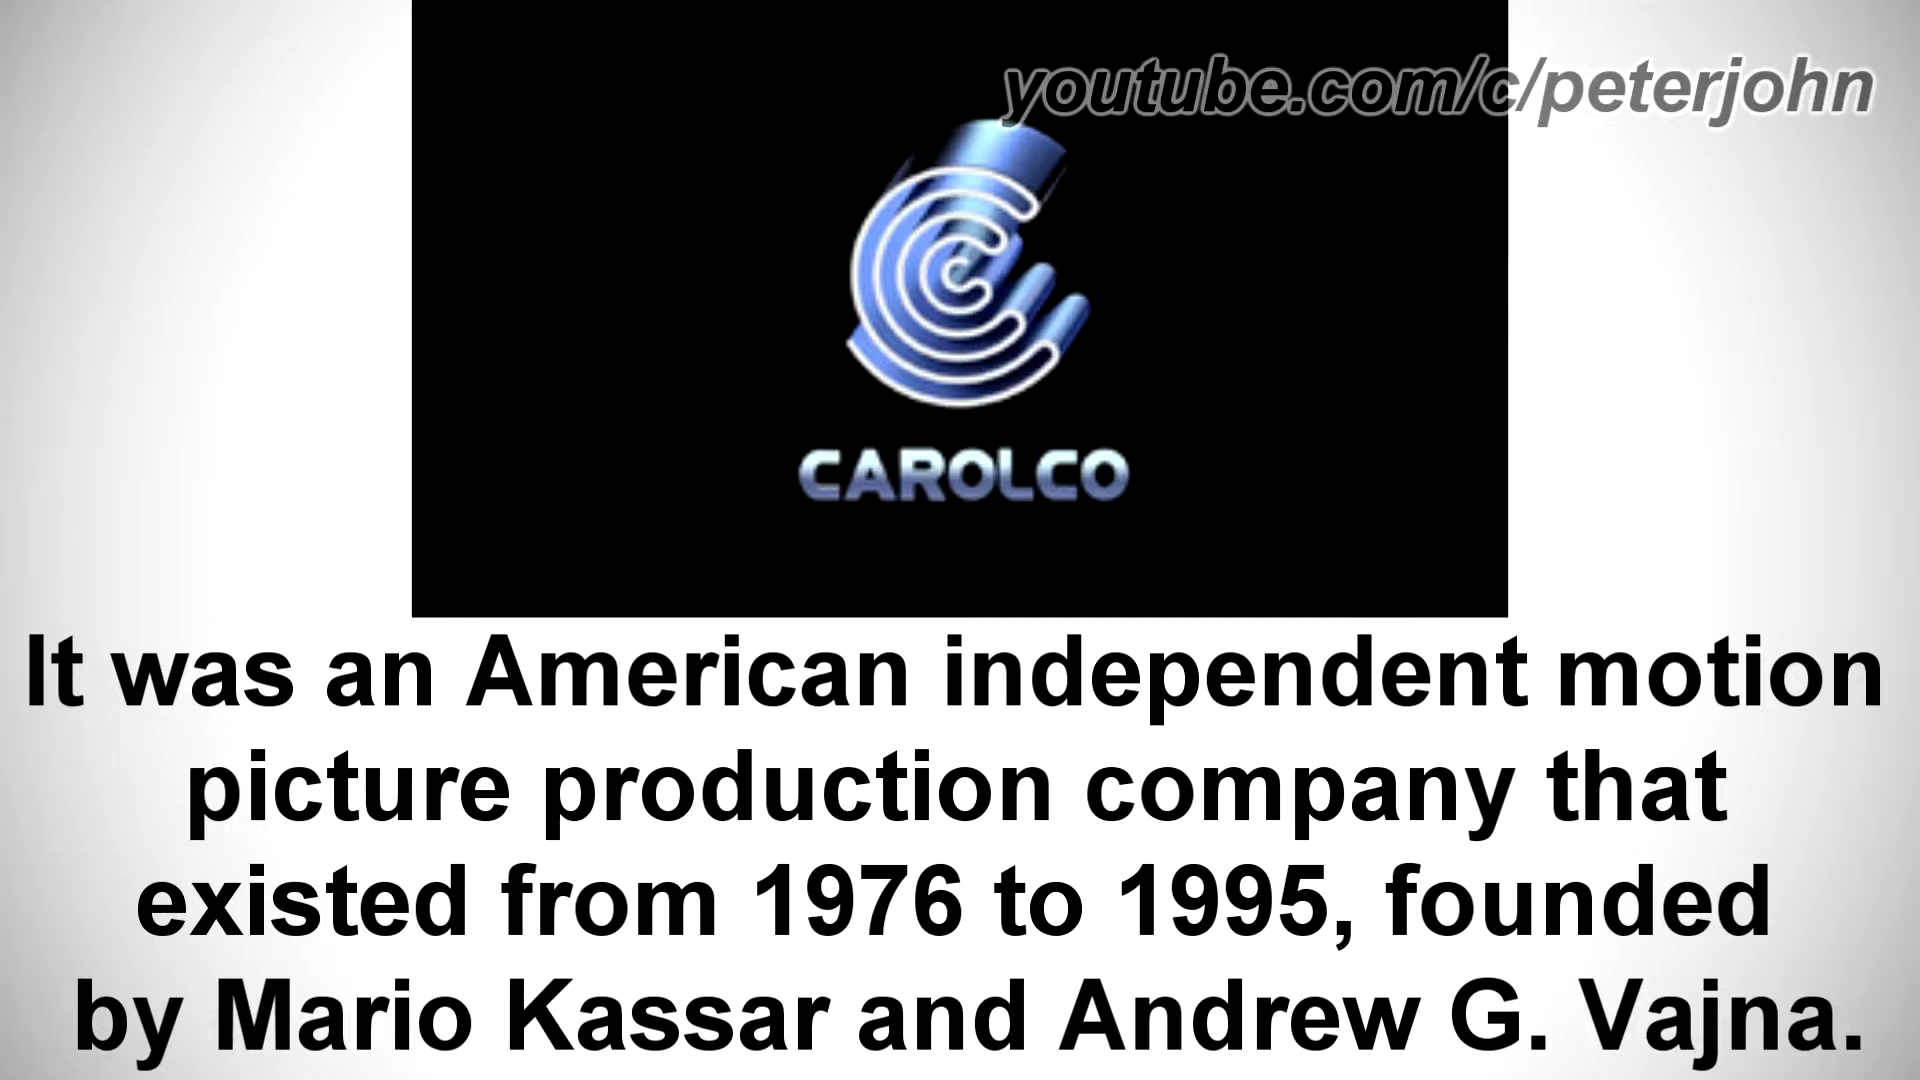 youtube.com/c/peterjohn
CAROLCO
It was an American independent motion
picture production company that
existed from 1976 to 1995, founded
by Mario Kassar and Andrew G. Vajna.